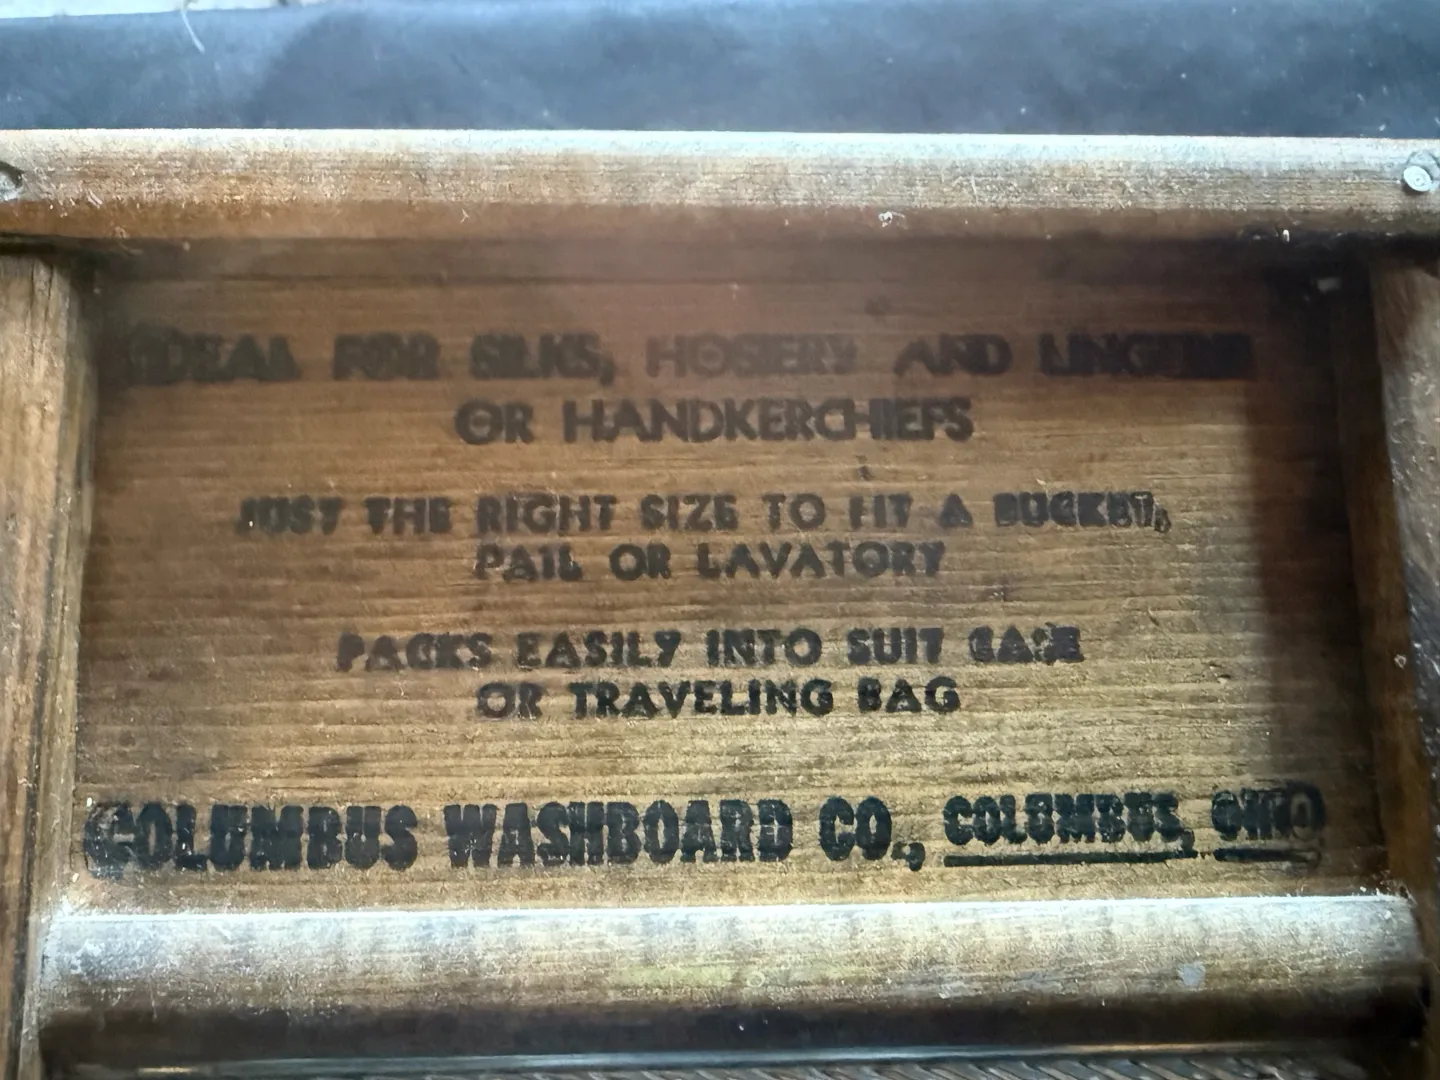 IDEAL FOR SILKS, HOSIERY AND LINGERIE
OR HANDKERCHIEFS
JUST THE RIGHT SIZE TO FIT A BUCKET,
PAIL OR LAVATORY
PACKS EASILY INTO SUIT CASE
OR TRAVELING BAG
COLUMBUS WASHBOARD CO., COLUMBUS, OHIO